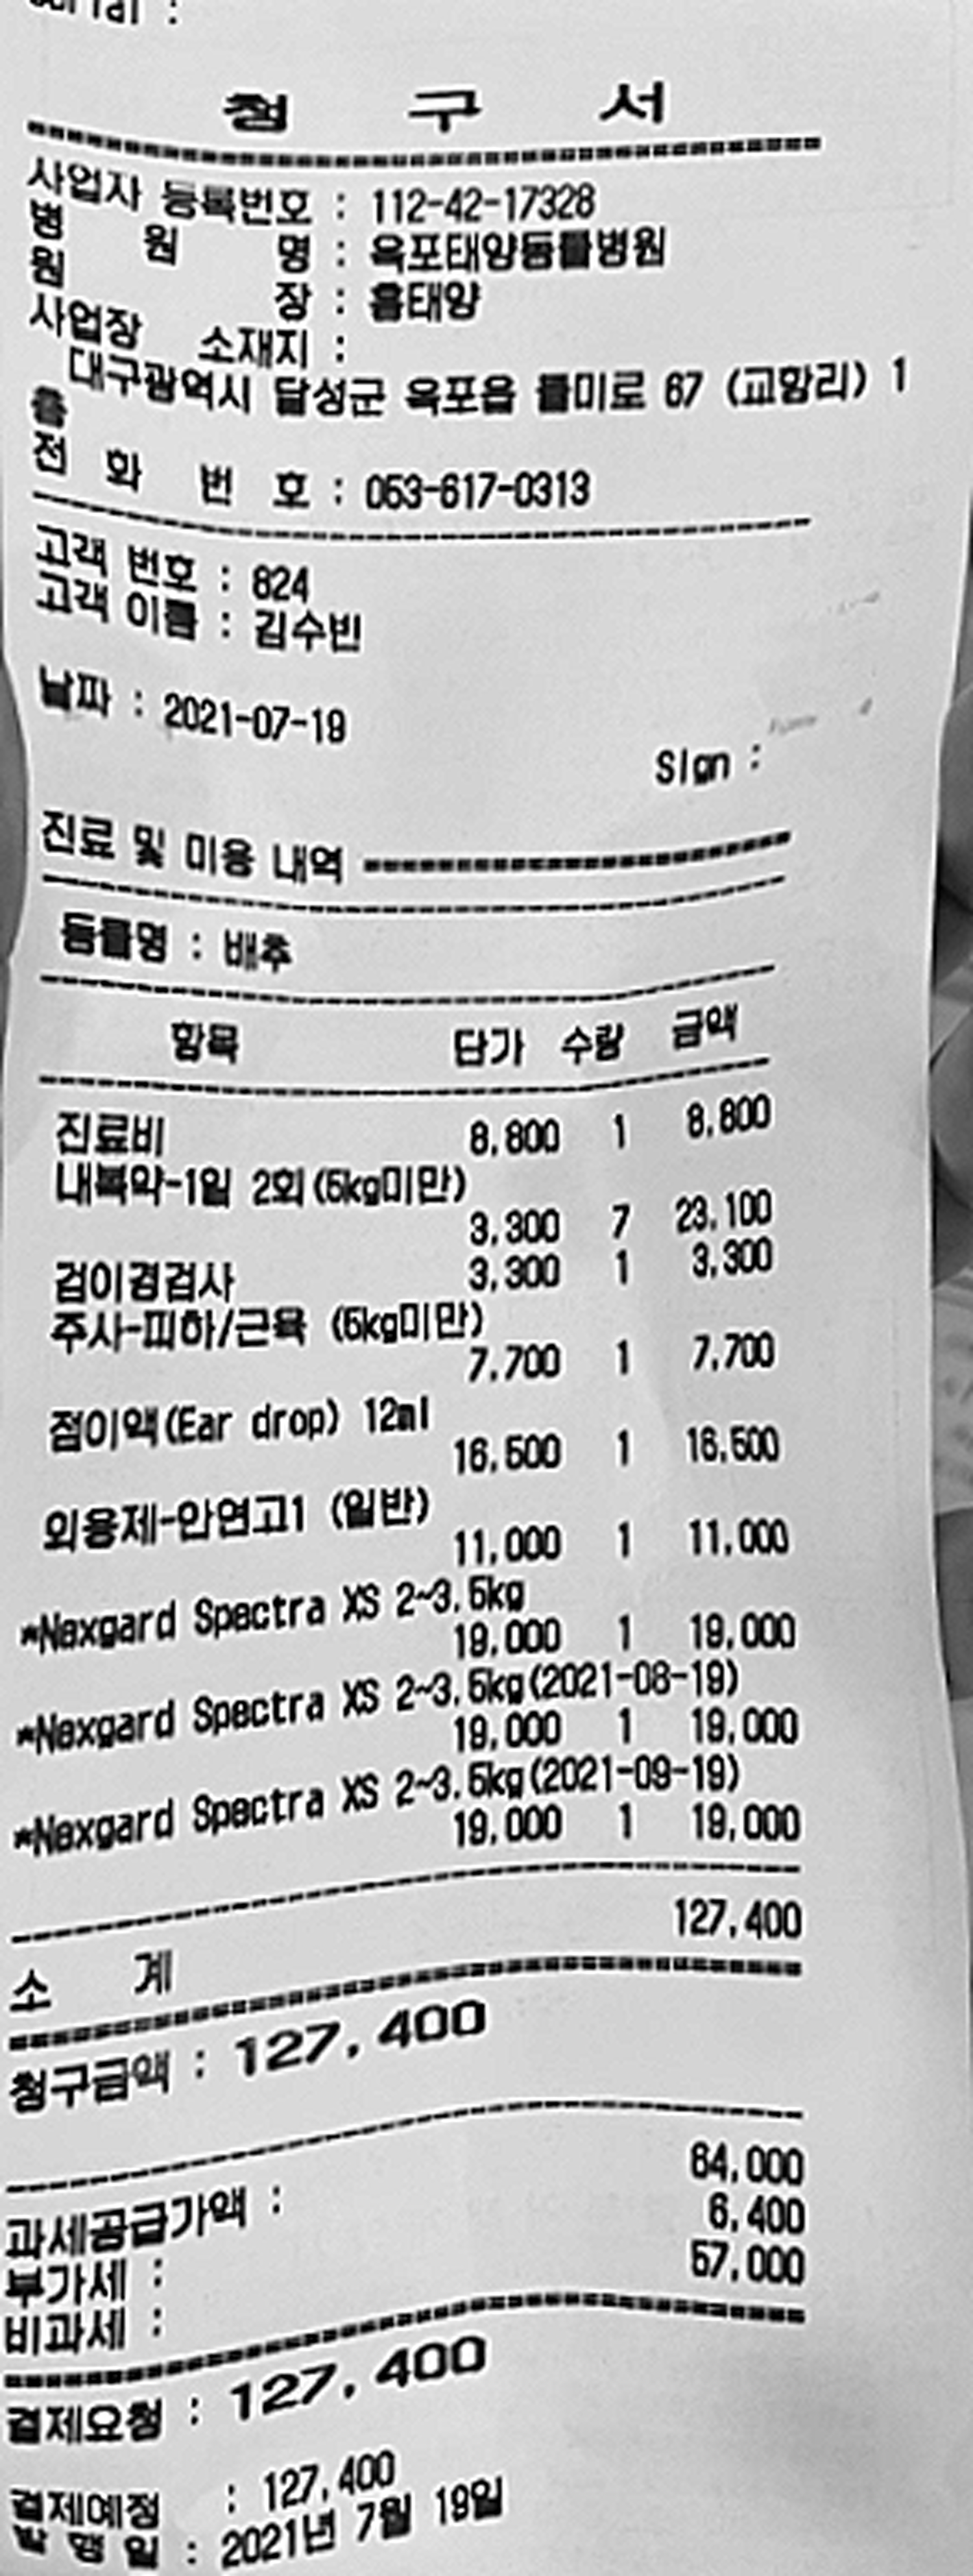 청 구 서
사업자 등록번호 : 112-42-17328
병 원 명 : 옥포태양동물병원
원 장 : 홍태양
사업장 소재지 :
대구광역시 달성군 옥포읍 돌미로 67 (교항리) 1
층
전 화 번 호 : 053-617-0313
고객 번호 : 824
고객 이름 : 김수빈
날짜 : 2021-07-19
Sign :
진료 및 미용 내역
동물명 : 배추
항목 단가 수량 금액
진료비 8,800 1 8,800
내복약-1일 2회(5kg미만)
3,300 7 23,100
검이경검사 3,300 1 3,300
주사-피하/근육 (5kg미만)
7,700 1 7,700
점이액(Ear drop) 12ml
16,500 1 16,500
외용제-안연고1 (일반)
11,000 1 11,000
*Nexgard Spectra XS 2~3.5kg
19,000 1 19,000
*Nexgard Spectra XS 2~3.5kg(2021-08-19)
19,000 1 19,000
*Nexgard Spectra XS 2~3.5kg(2021-09-19)
19,000 1 19,000
소 계 127,400
청구금액 : 127,400
과세공급가액 : 64,000
부가세 : 6,400
비과세 : 57,000
결제요청 : 127,400
결제예정 : 127,400
발 행 일 : 2021년 7월 19일